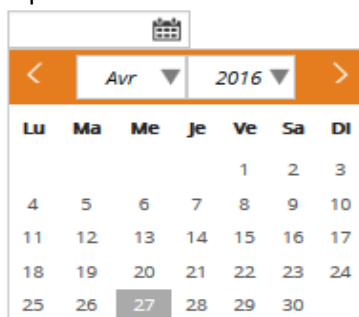 < Avr ▼ 2016 ▼ >
Lu Ma Me Je Ve Sa DI
1 2 3
4 5 6 7 8 9 10
11 12 13 14 15 16 17
18 19 20 21 22 23 24
25 26 27 28 29 30